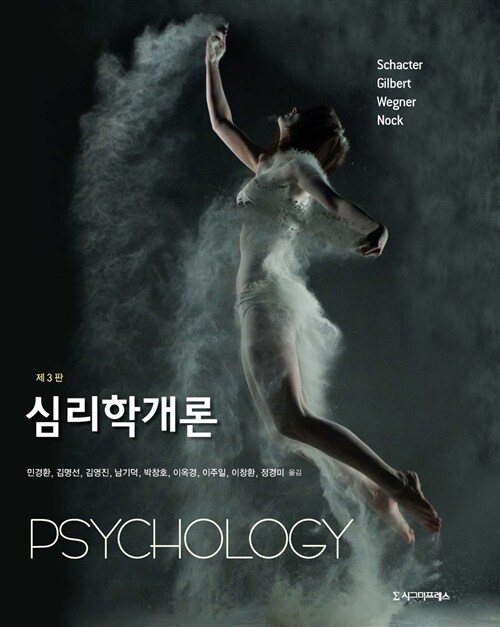 Schacter
Gilbert
Wegner
Nock
제 3 판
심리학개론
민경환, 김명선, 김영진, 남기덕, 박창호, 이옥경, 이주일, 이창환, 정경미 옮김
PSYCHOLOGY
Σ 시그마프레스